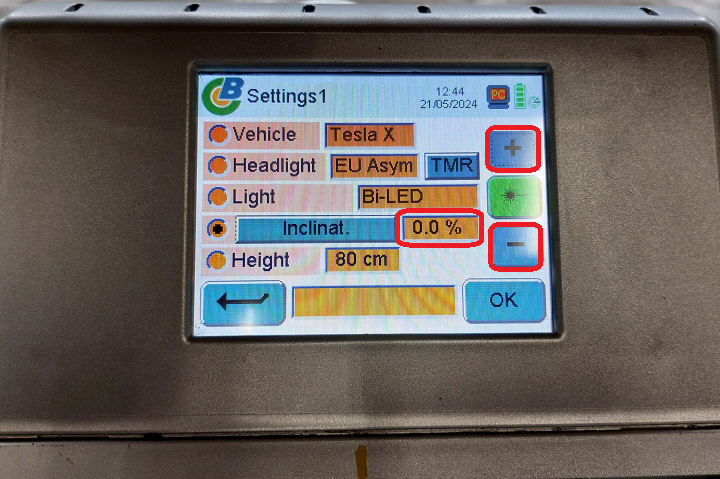 CB Settings1 12:44 PC
21/05/2024
Vehicle Tesla X +
Headlight EU Asym TMR
Light Bi-LED
Inclinat. 0.0 % -
Height 80 cm
OK